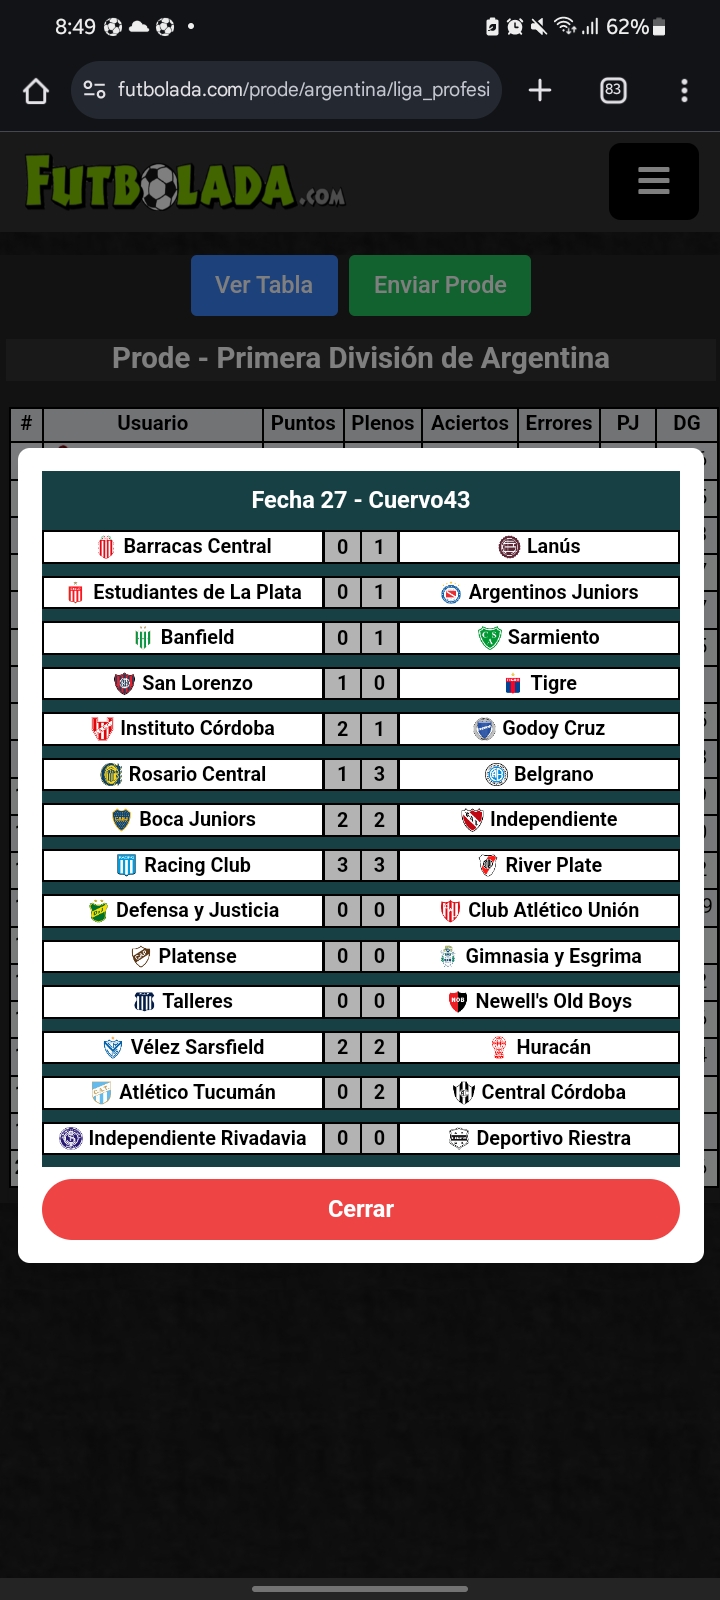 8:49
62%
futbolada.com/prode/argentina/liga_profesi
83
FUTBOLADA.COM
Ver Tabla Enviar Prode
Prode - Primera División de Argentina
# Usuario Puntos Plenos Aciertos Errores PJ DG
Fecha 27 - Cuervo43
Barracas Central 0 1 Lanús
Estudiantes de La Plata 0 1 Argentinos Juniors
Banfield 0 1 Sarmiento
San Lorenzo 1 0 Tigre
Instituto Córdoba 2 1 Godoy Cruz
Rosario Central 1 3 Belgrano
Boca Juniors 2 2 Independiente
Racing Club 3 3 River Plate
Defensa y Justicia 0 0 Club Atlético Unión
Platense 0 0 Gimnasia y Esgrima
Talleres 0 0 Newell's Old Boys
Vélez Sarsfield 2 2 Huracán
Atlético Tucumán 0 2 Central Córdoba
Independiente Rivadavia 0 0 Deportivo Riestra
Cerrar